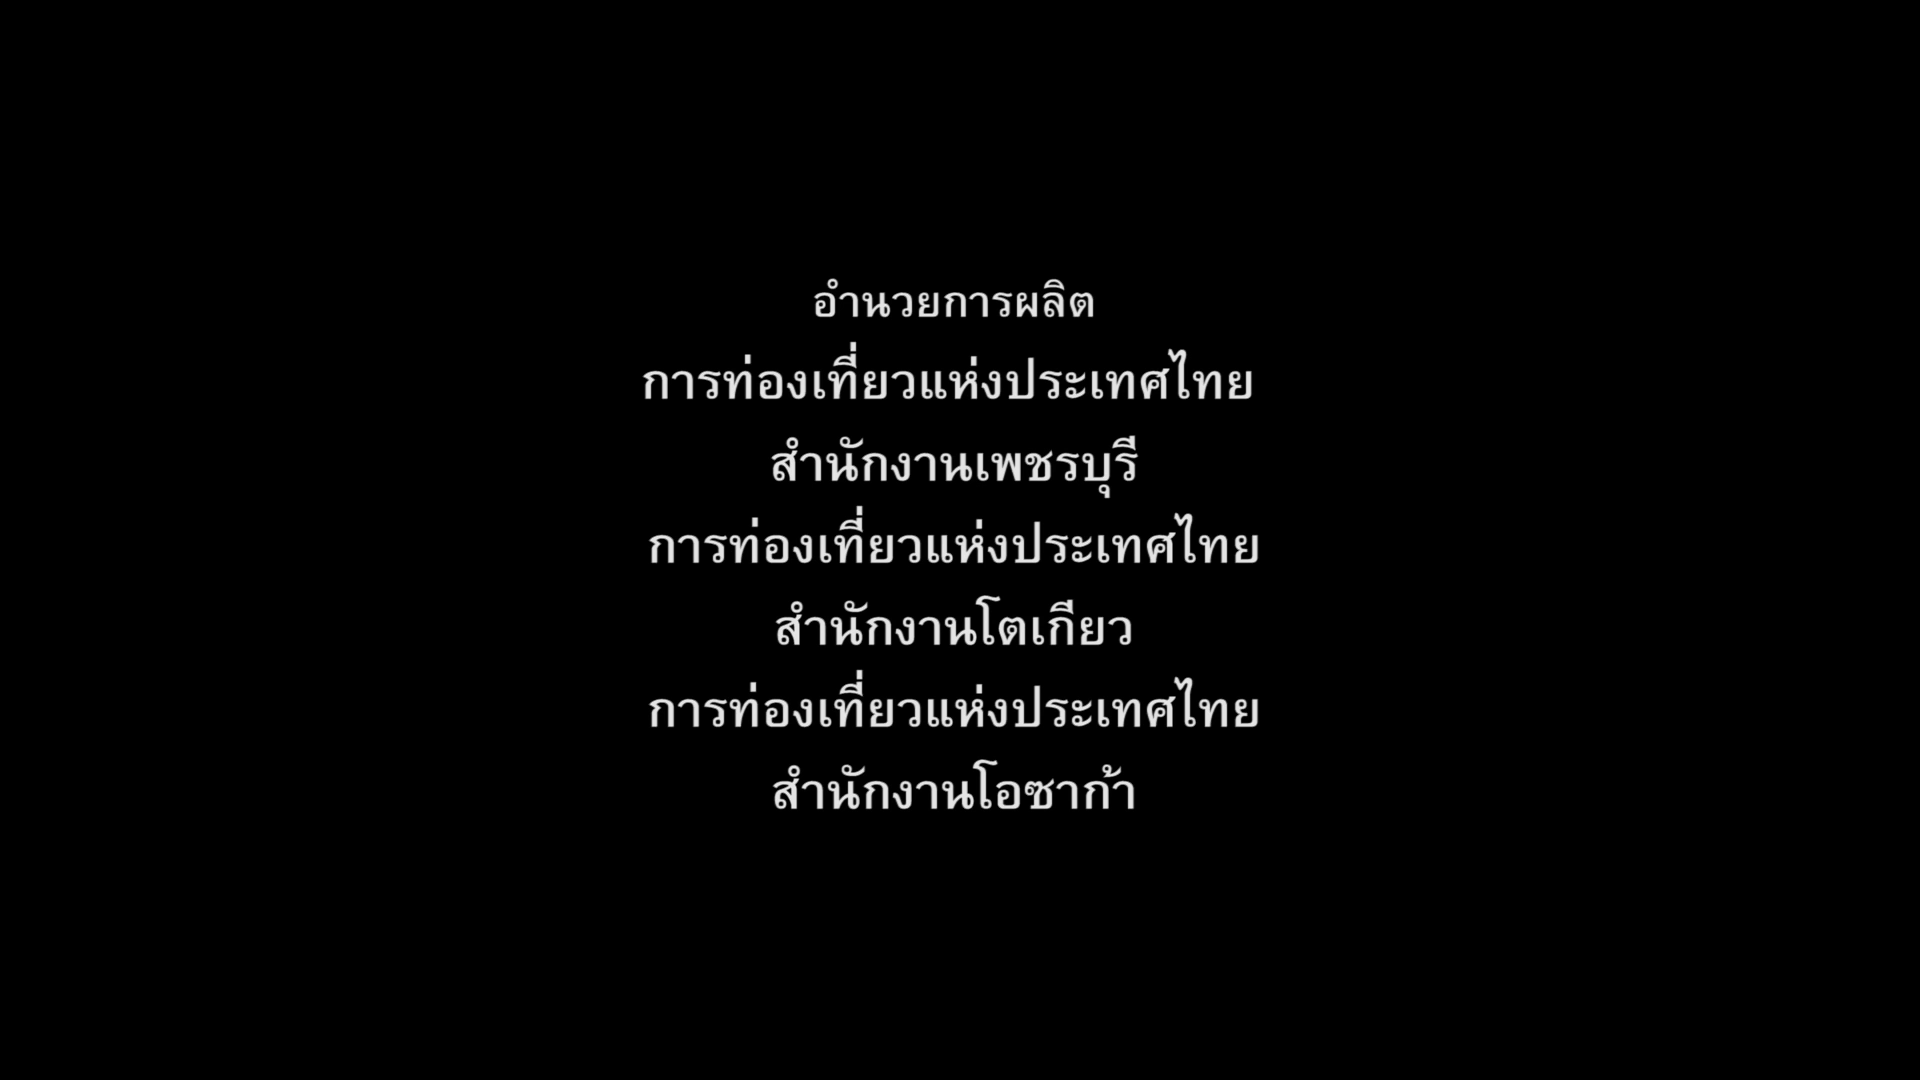 อำนวยการผลิต
การท่องเที่ยวแห่งประเทศไทย
สำนักงานเพชรบุรี
การท่องเที่ยวแห่งประเทศไทย
สำนักงานโตเกียว
การท่องเที่ยวแห่งประเทศไทย
สำนักงานโอซาก้า